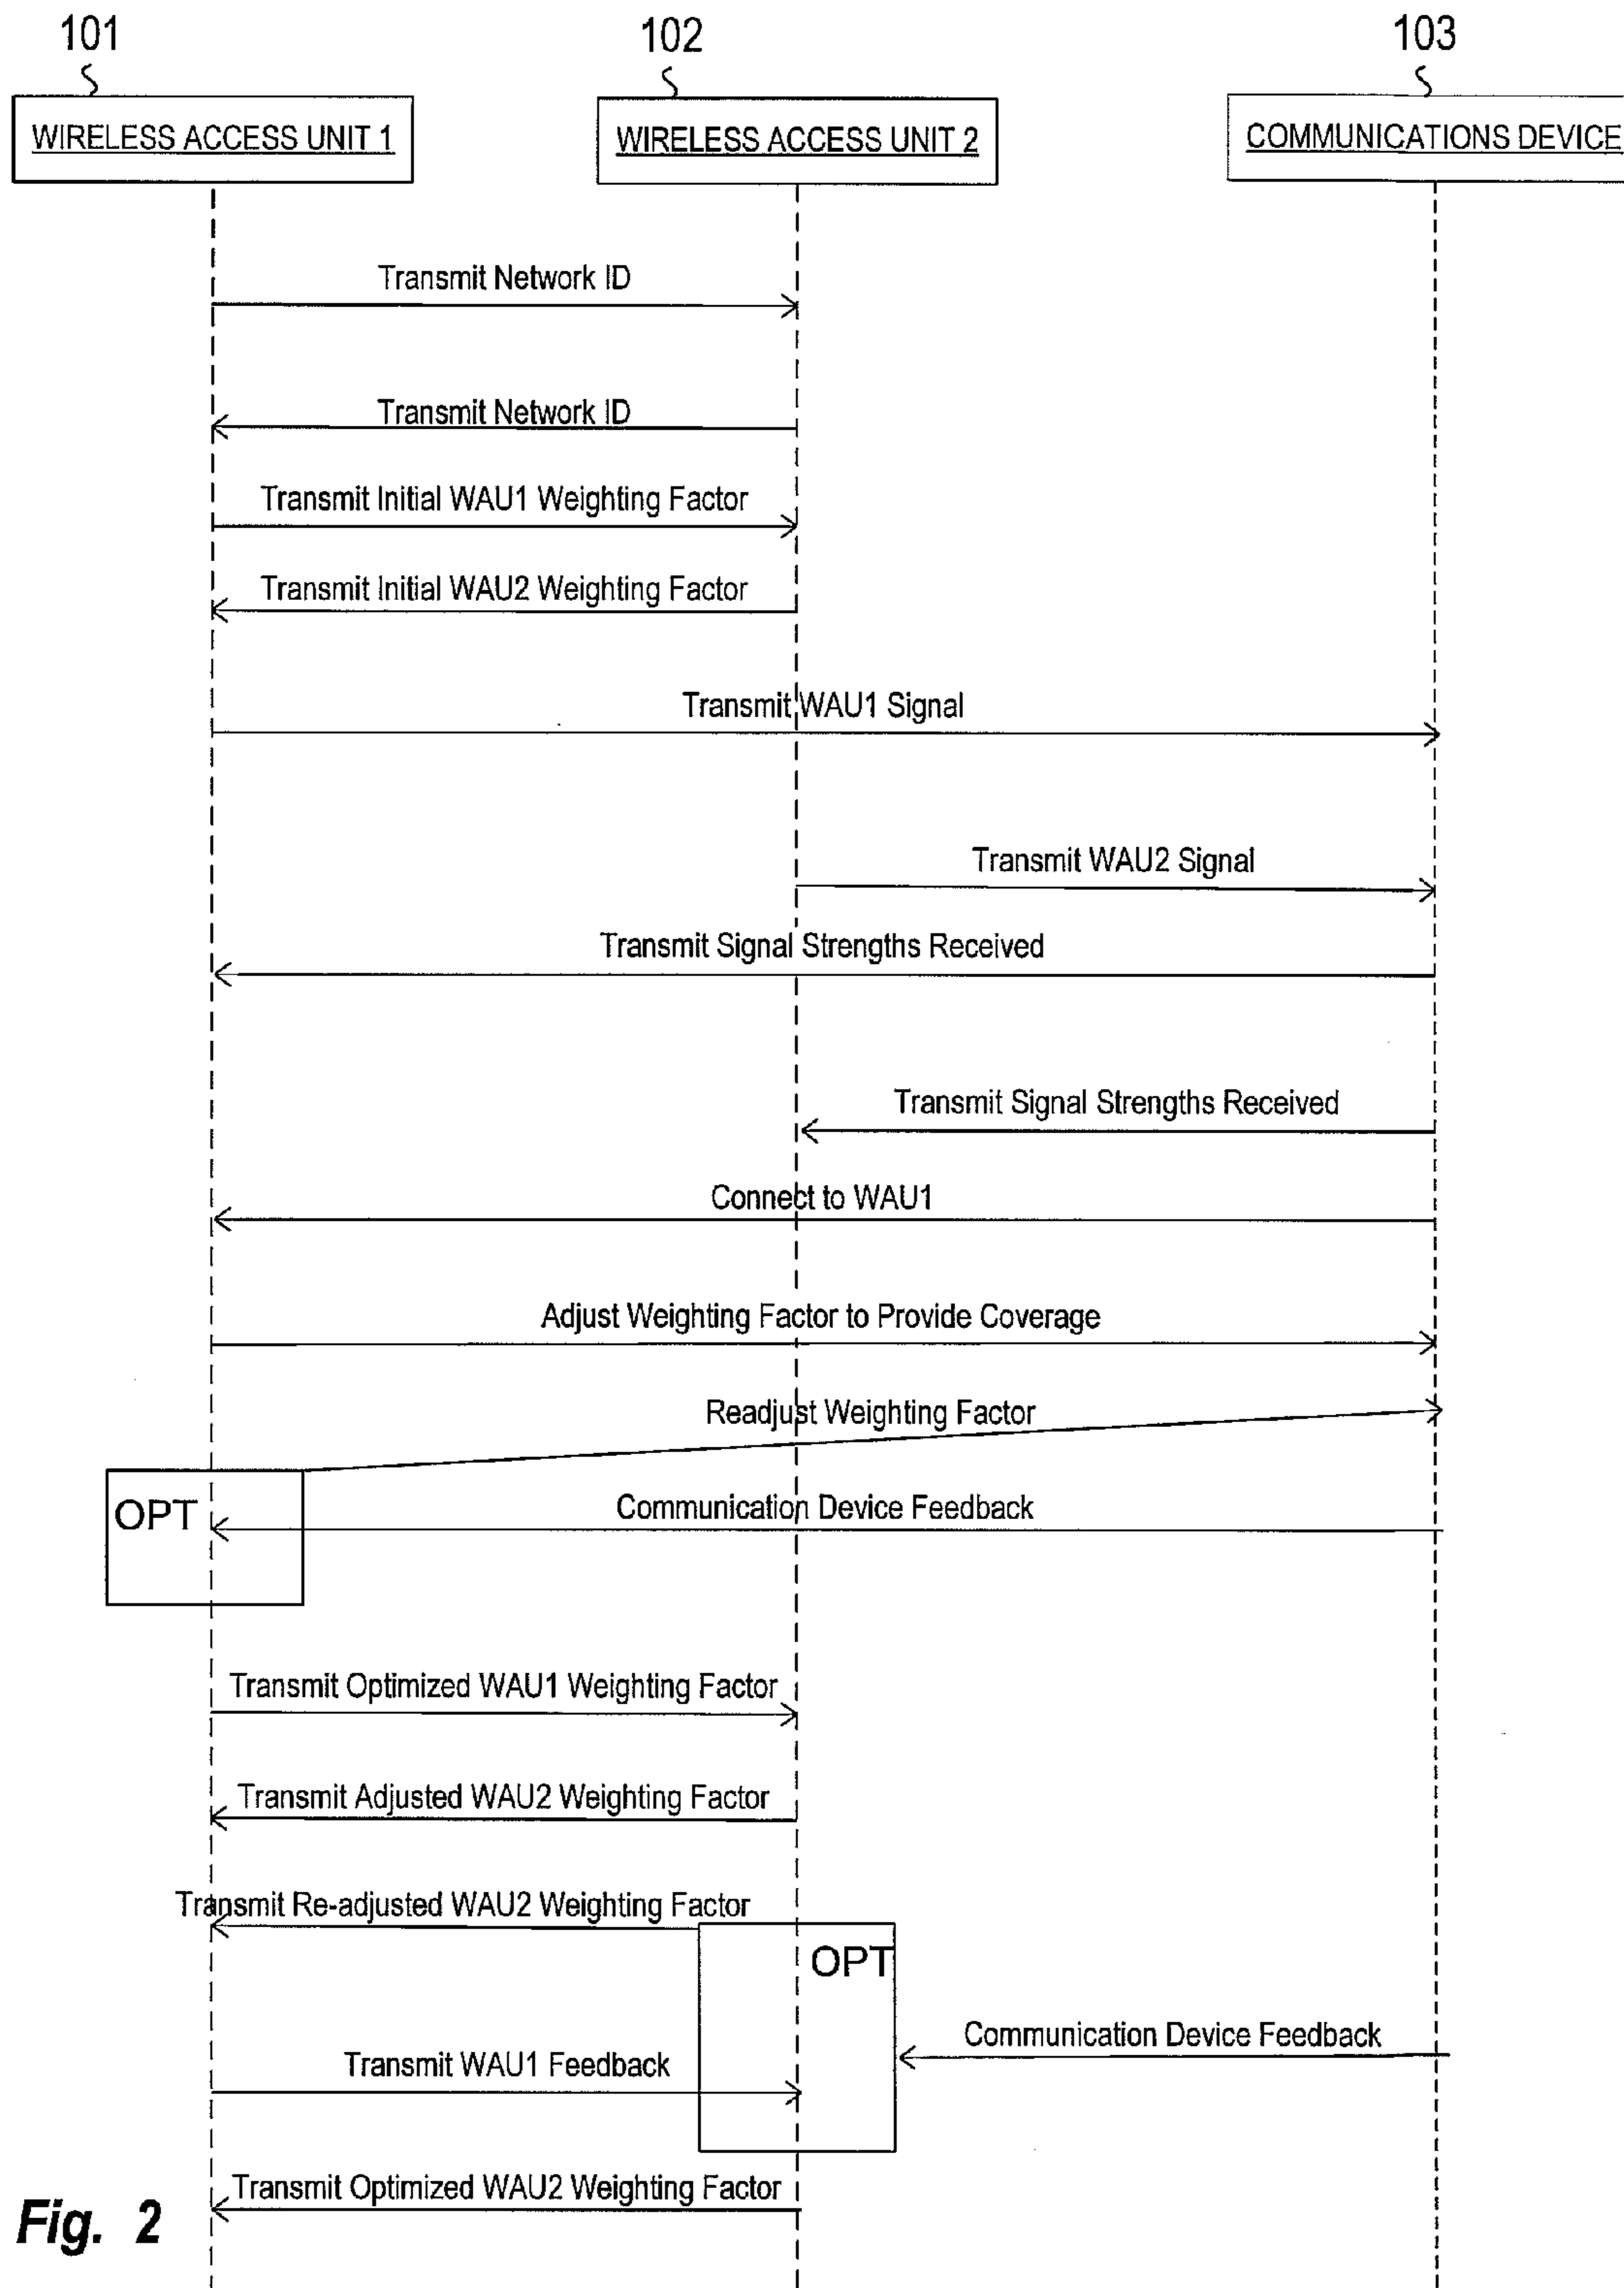 101
102
103
WIRELESS ACCESS UNIT 1
WIRELESS ACCESS UNIT 2
COMMUNICATIONS DEVICE
Transmit Network ID
Transmit Network ID
Transmit Initial WAU1 Weighting Factor
Transmit Initial WAU2 Weighting Factor
Transmit WAU1 Signal
Transmit WAU2 Signal
Transmit Signal Strengths Received
Transmit Signal Strengths Received
Connect to WAU1
Adjust Weighting Factor to Provide Coverage
Readjust Weighting Factor
OPT
Communication Device Feedback
Transmit Optimized WAU1 Weighting Factor
Transmit Adjusted WAU2 Weighting Factor
Transmit Re-adjusted WAU2 Weighting Factor
OPT
Communication Device Feedback
Transmit WAU1 Feedback
Transmit Optimized WAU2 Weighting Factor
Fig. 2